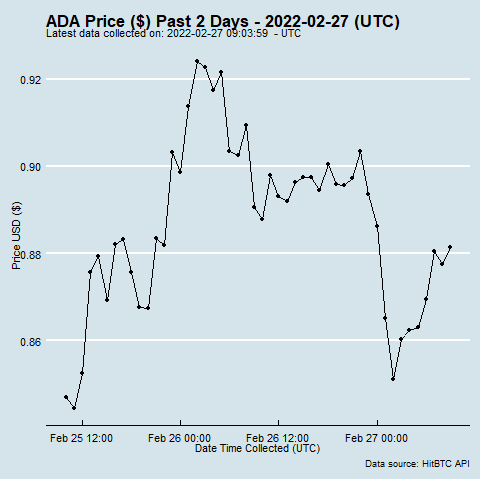 ADA Price ($) Past 2 Days - 2022-02-27 (UTC)
Latest data collected on: 2022-02-27 09:03:59 - UTC
0.92
0.90
0.88
0.86
Price USD ($)
Feb 25 12:00 Feb 26 00:00 Feb 26 12:00 Feb 27 00:00
Date Time Collected (UTC)
Data source: HitBTC API